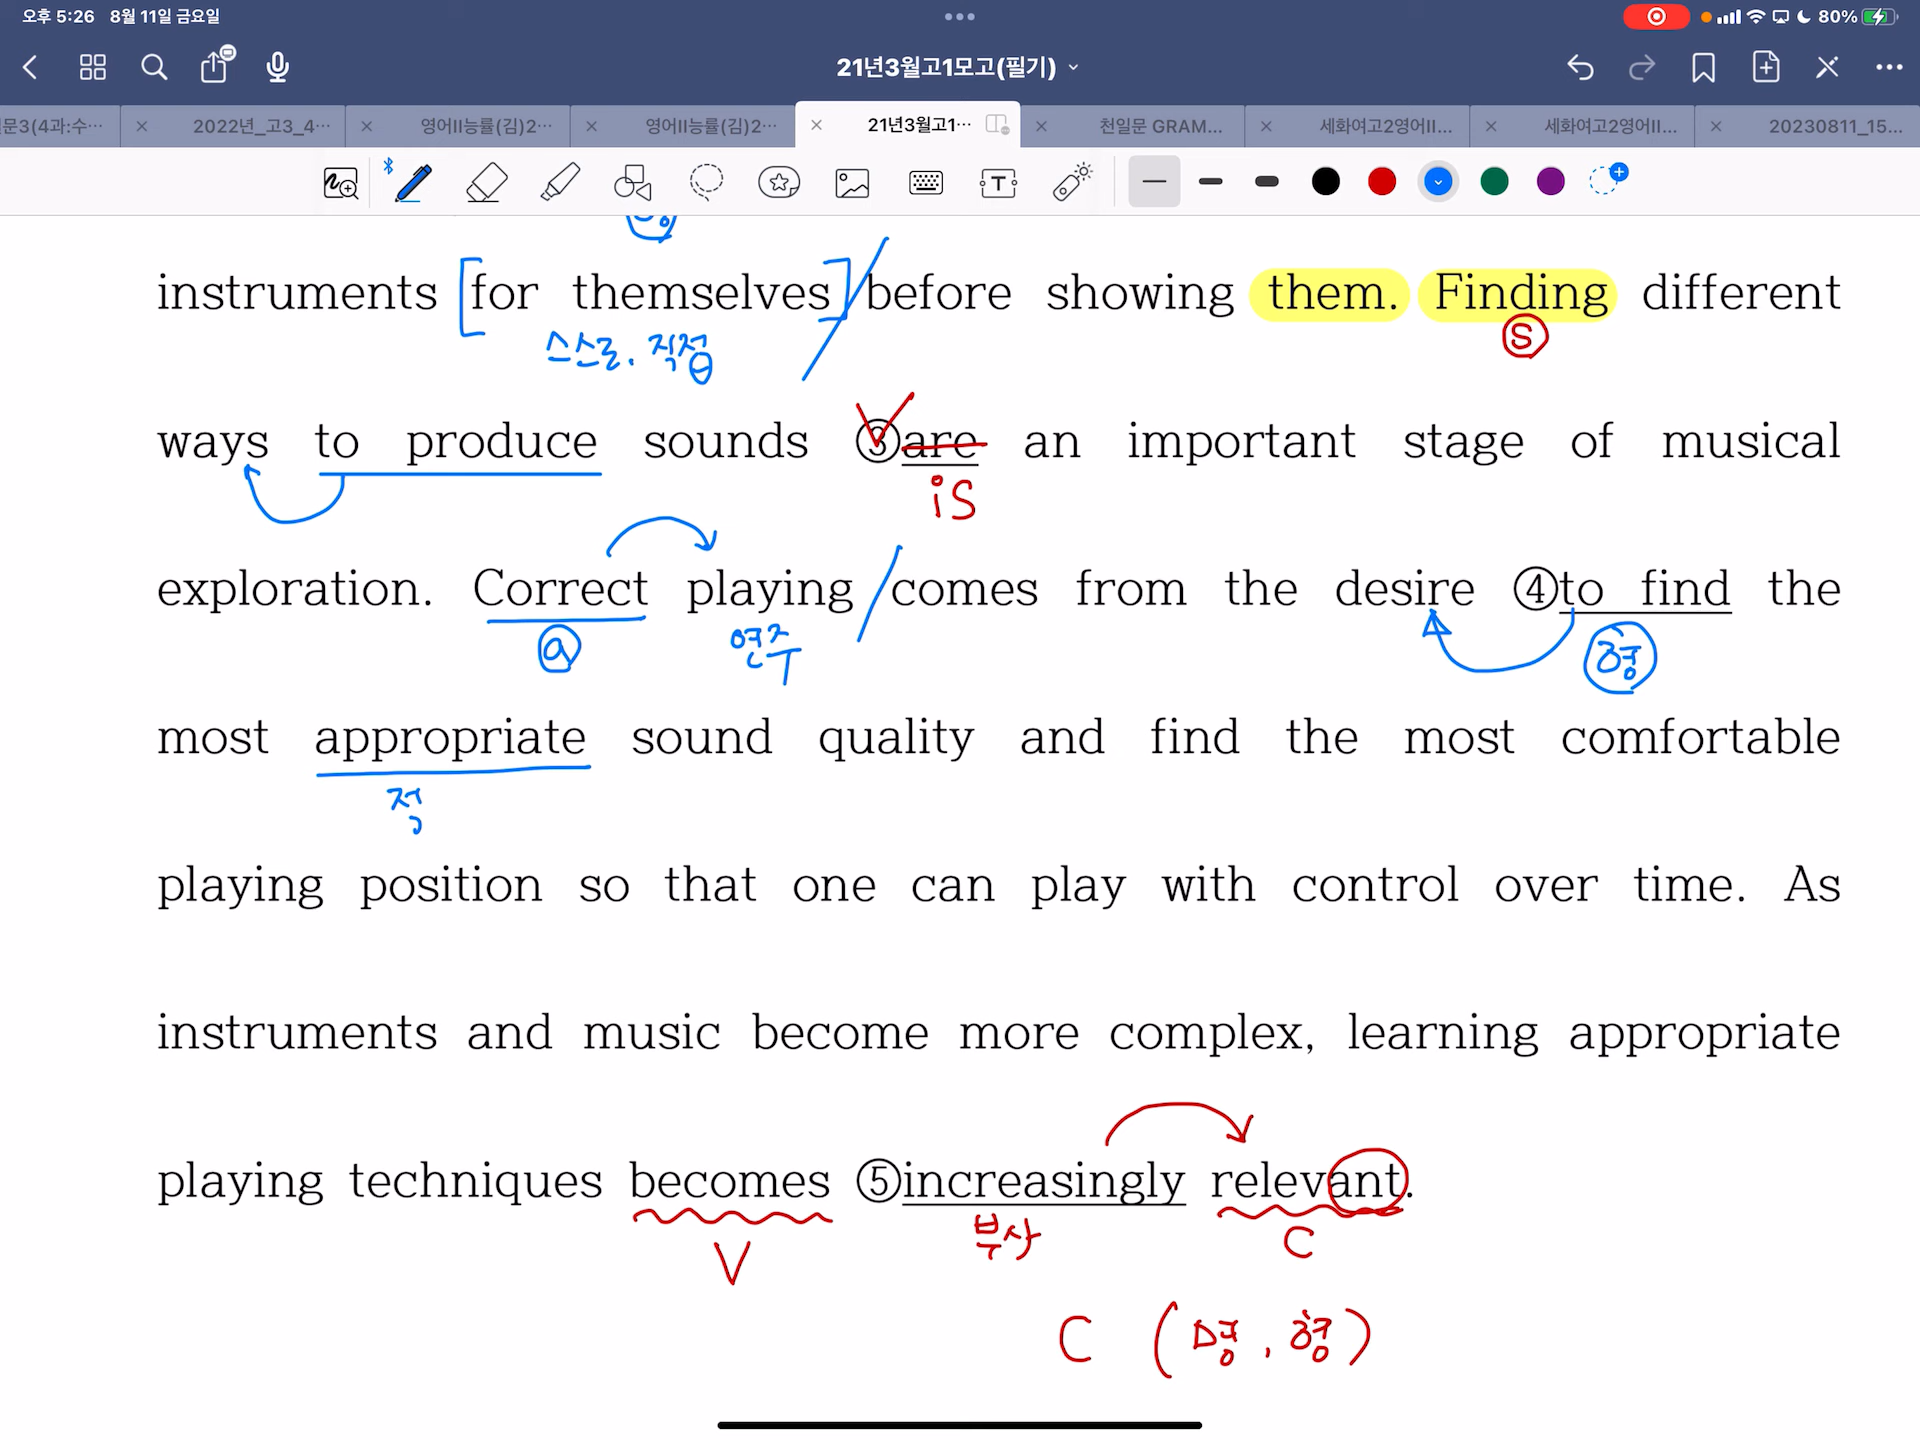 오후 5:26 8월 11일 금요일
80%
21년3월고1모고(필기)
문3(4과:수…
2022년_고3_4…
영어II능률(김)2…
영어II능률(김)2…
21년3월고1…
천일문 GRAM…
세화여고2영어II...
세화여고2영어II...
20230811_15...
instruments [for themselves] / before showing them. Finding different
스스로. 직접
S
ways to produce sounds ③are an important stage of musical
is
exploration. Correct playing / comes from the desire ④to find the
a
연주
형
most appropriate sound quality and find the most comfortable
적
playing position so that one can play with control over time. As
instruments and music become more complex, learning appropriate
playing techniques becomes ⑤increasingly relevant.
V
부사
C
C (명, 형)